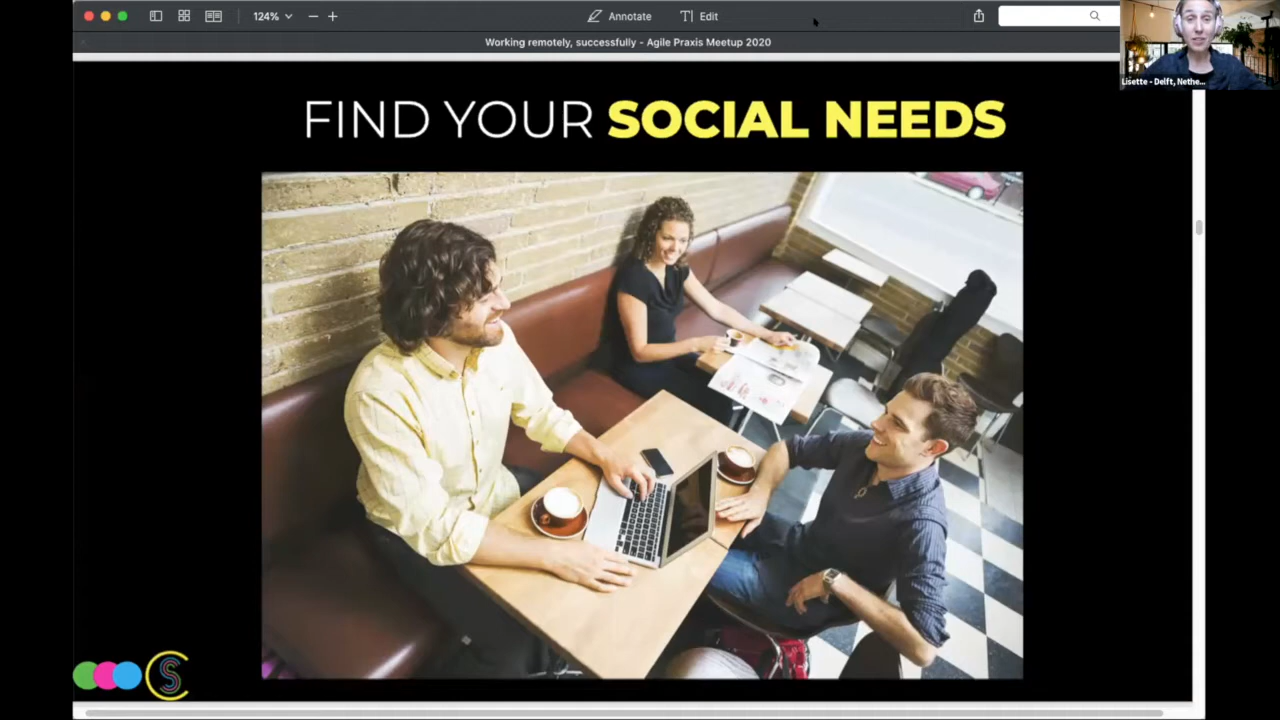 124%
Annotate
Edit
Working remotely, successfully - Agile Praxis Meetup 2020
Lisette - Delft, Nethe...
FIND YOUR SOCIAL NEEDS